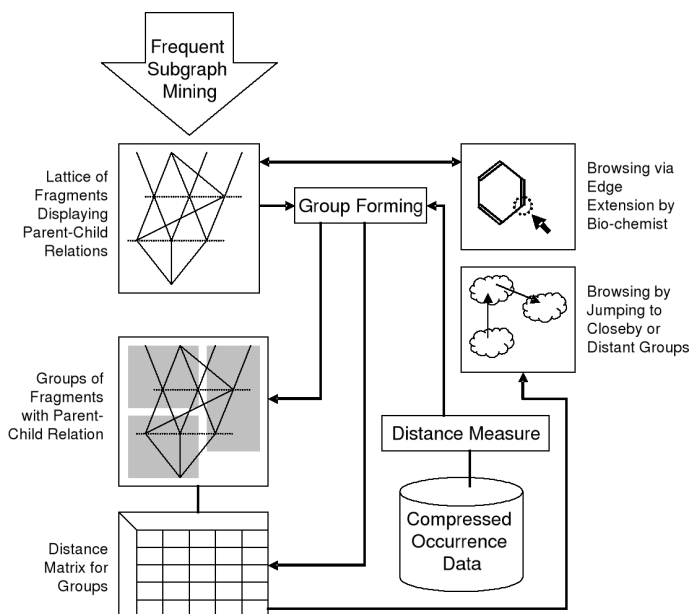 Frequent
Subgraph
Mining
Lattice of
Fragments
Displaying
Parent-Child
Relations
Group Forming
Browsing via
Edge
Extension by
Bio-chemist
Browsing by
Jumping to
Closeby or
Distant Groups
Groups of
Fragments
with Parent-
Child Relation
Distance Measure
Compressed
Occurrence
Data
Distance
Matrix for
Groups